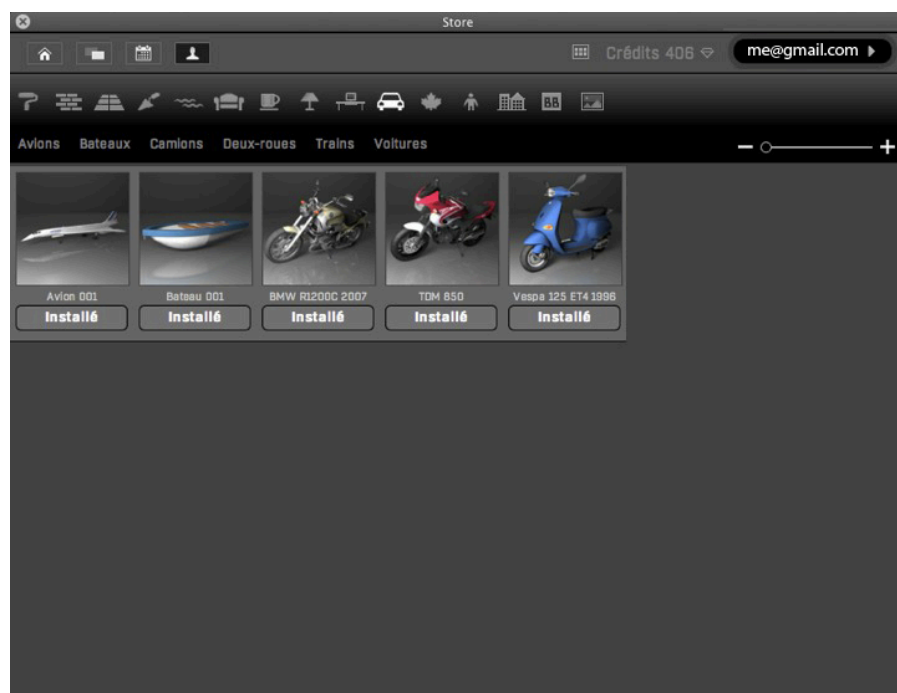 Store
Crédits 406
me@gmail.com
BB
Avions Bateaux Camions Deux-roues Trains Voitures
Avion 001 Bateau 001 BMW R1200C 2007 TDM 850 Vespa 125 ET4 1996
Installé Installé Installé Installé Installé